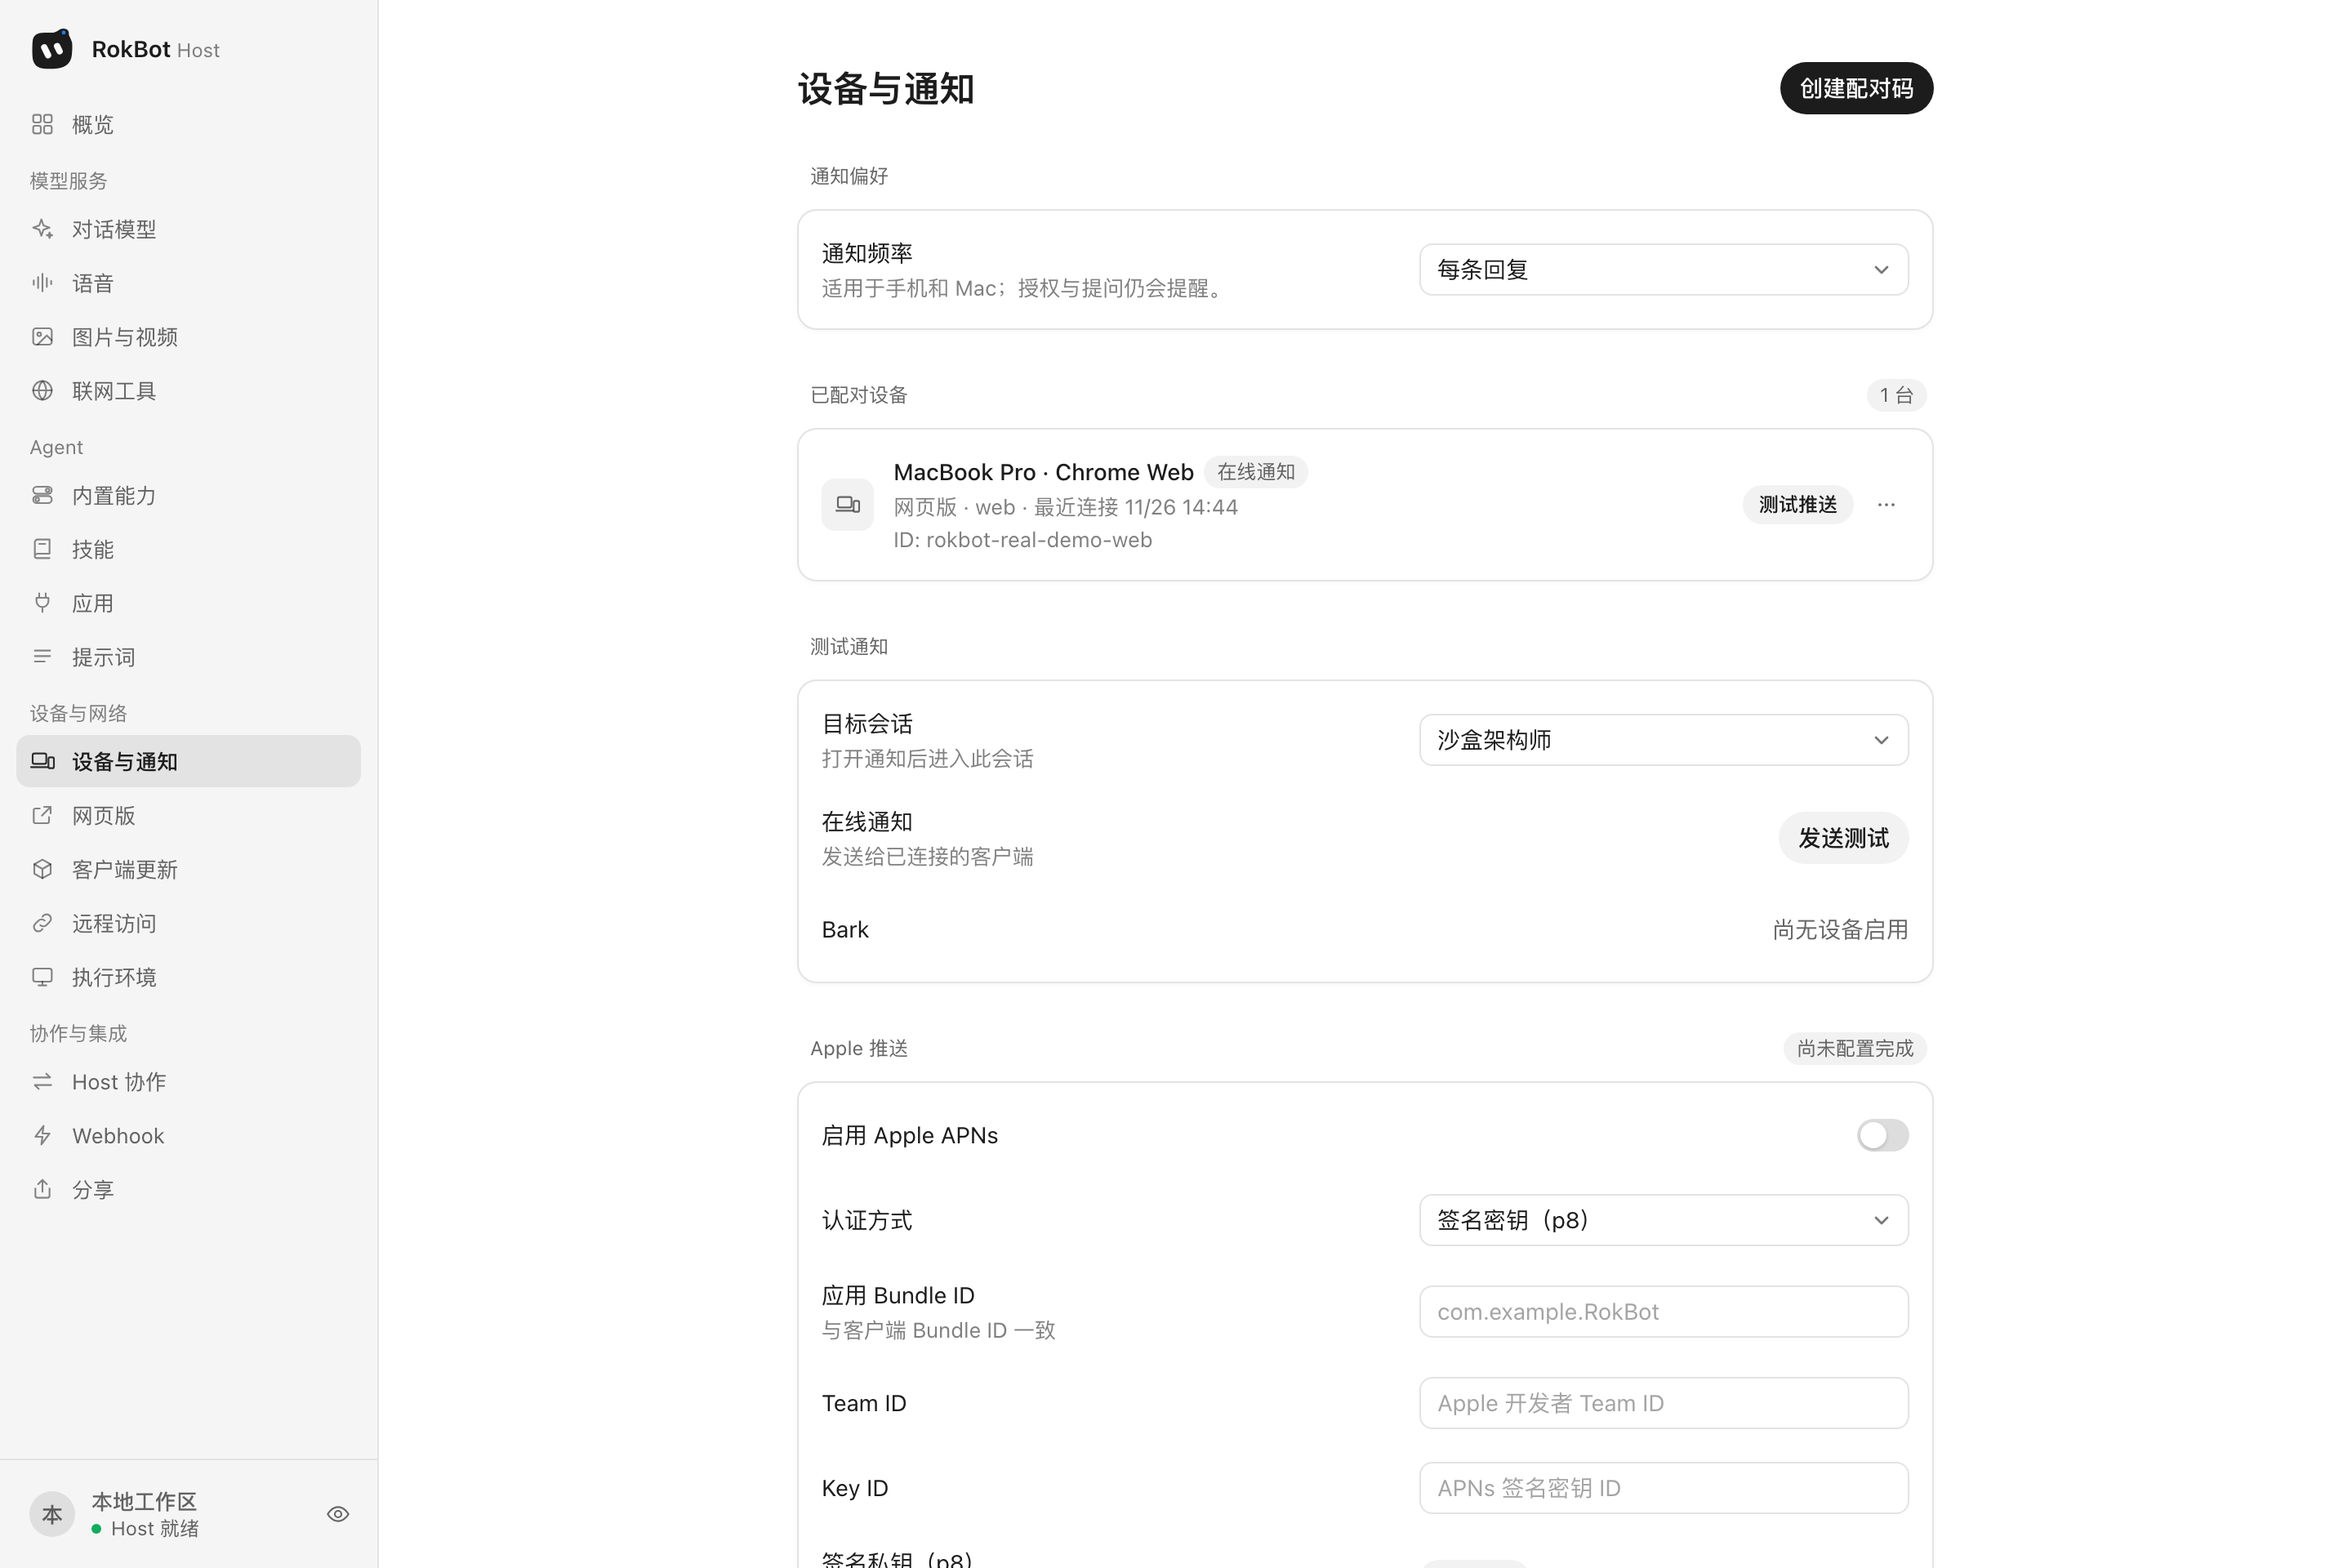 RokBot Host
概览
模型服务
对话模型
语音
图片与视频
联网工具
Agent
内置能力
技能
应用
提示词
设备与网络
设备与通知
网页版
客户端更新
远程访问
执行环境
协作与集成
Host 协作
Webhook
分享
本
本地工作区
Host 就绪
设备与通知
创建配对码
通知偏好
通知频率
适用于手机和 Mac；授权与提问仍会提醒。
每条回复
已配对设备
1 台
MacBook Pro · Chrome Web 在线通知
网页版 · web · 最近连接 11/26 14:44
ID: rokbot-real-demo-web
测试推送
测试通知
目标会话
打开通知后进入此会话
沙盒架构师
在线通知
发送给已连接的客户端
发送测试
Bark
尚无设备启用
Apple 推送
尚未配置完成
启用 Apple APNs
认证方式
签名密钥（p8）
应用 Bundle ID
与客户端 Bundle ID 一致
com.example.RokBot
Team ID
Apple 开发者 Team ID
Key ID
APNs 签名密钥 ID
签名私钥（p8）